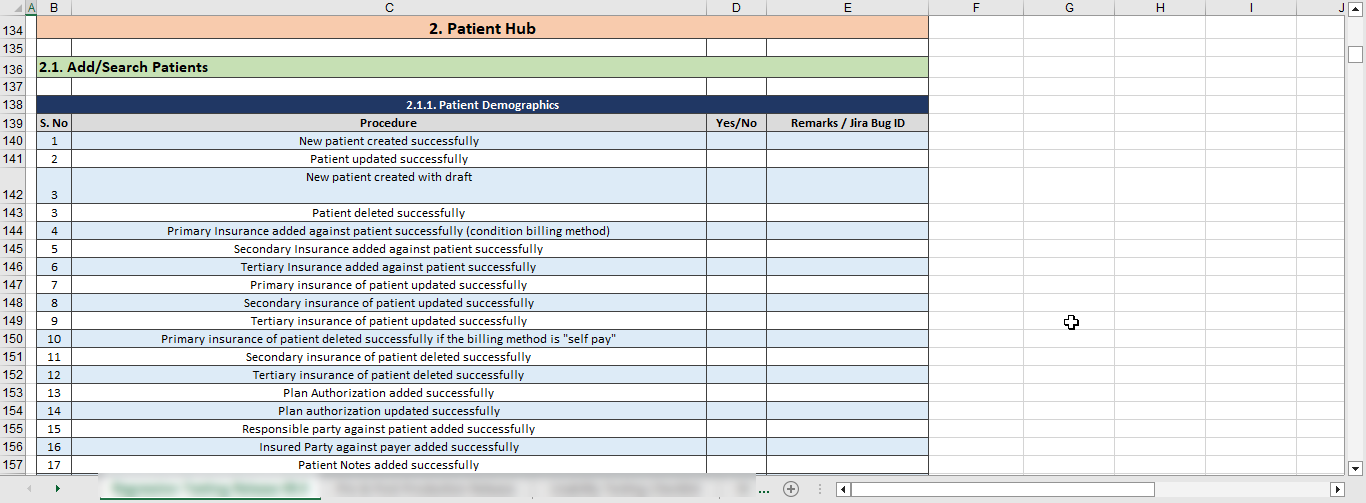 A B C D E F G H I J
134 2. Patient Hub
135
136 2.1. Add/Search Patients
137
138 2.1.1. Patient Demographics
139 S. No Procedure Yes/No Remarks / Jira Bug ID
140 1 New patient created successfully
141 2 Patient updated successfully
142 3 New patient created with draft
143 3 Patient deleted successfully
144 4 Primary Insurance added against patient successfully (condition billing method)
145 5 Secondary Insurance added against patient successfully
146 6 Tertiary Insurance added against patient successfully
147 7 Primary insurance of patient updated successfully
148 8 Secondary insurance of patient updated successfully
149 9 Tertiary insurance of patient updated successfully
150 10 Primary insurance of patient deleted successfully if the billing method is "self pay"
151 11 Secondary insurance of patient deleted successfully
152 12 Tertiary insurance of patient deleted successfully
153 13 Plan Authorization added successfully
154 14 Plan authorization updated successfully
155 15 Responsible party against patient added successfully
156 16 Insured Party against payer added successfully
157 17 Patient Notes added successfully
...